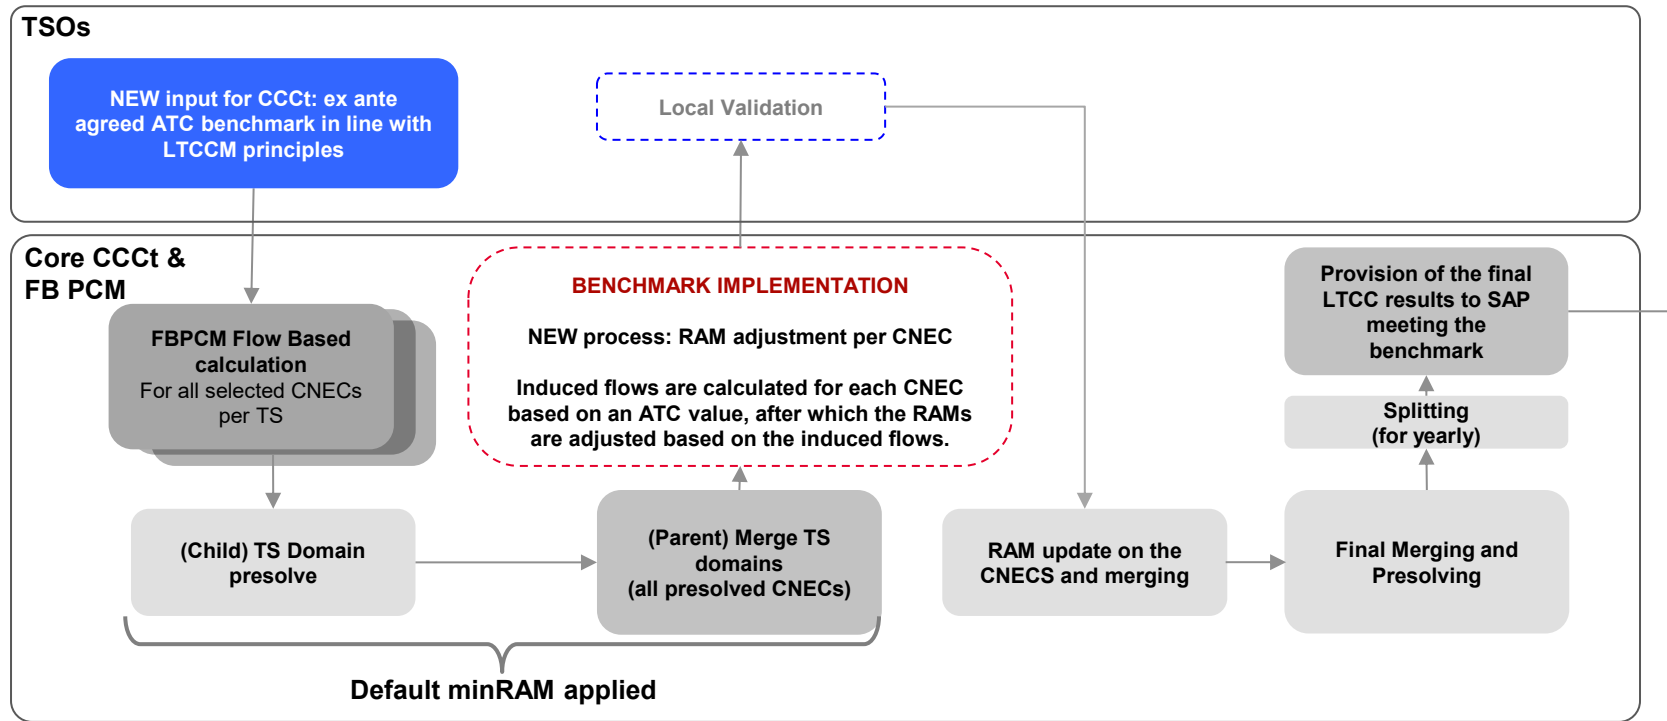 TSOs
NEW input for CCCt: ex ante
agreed ATC benchmark in line with
LTCCM principles
Local Validation
Core CCCt &
FB PCM
FBPCM Flow Based
calculation
For all selected CNECs
per TS
BENCHMARK IMPLEMENTATION
NEW process: RAM adjustment per CNEC
Induced flows are calculated for each CNEC
based on an ATC value, after which the RAMs
are adjusted based on the induced flows.
Provision of the final
LTCC results to SAP
meeting the
benchmark
Splitting
(for yearly)
(Child) TS Domain
presolve
(Parent) Merge TS
domains
(all presolved CNECs)
RAM update on the
CNECS and merging
Final Merging and
Presolving
Default minRAM applied